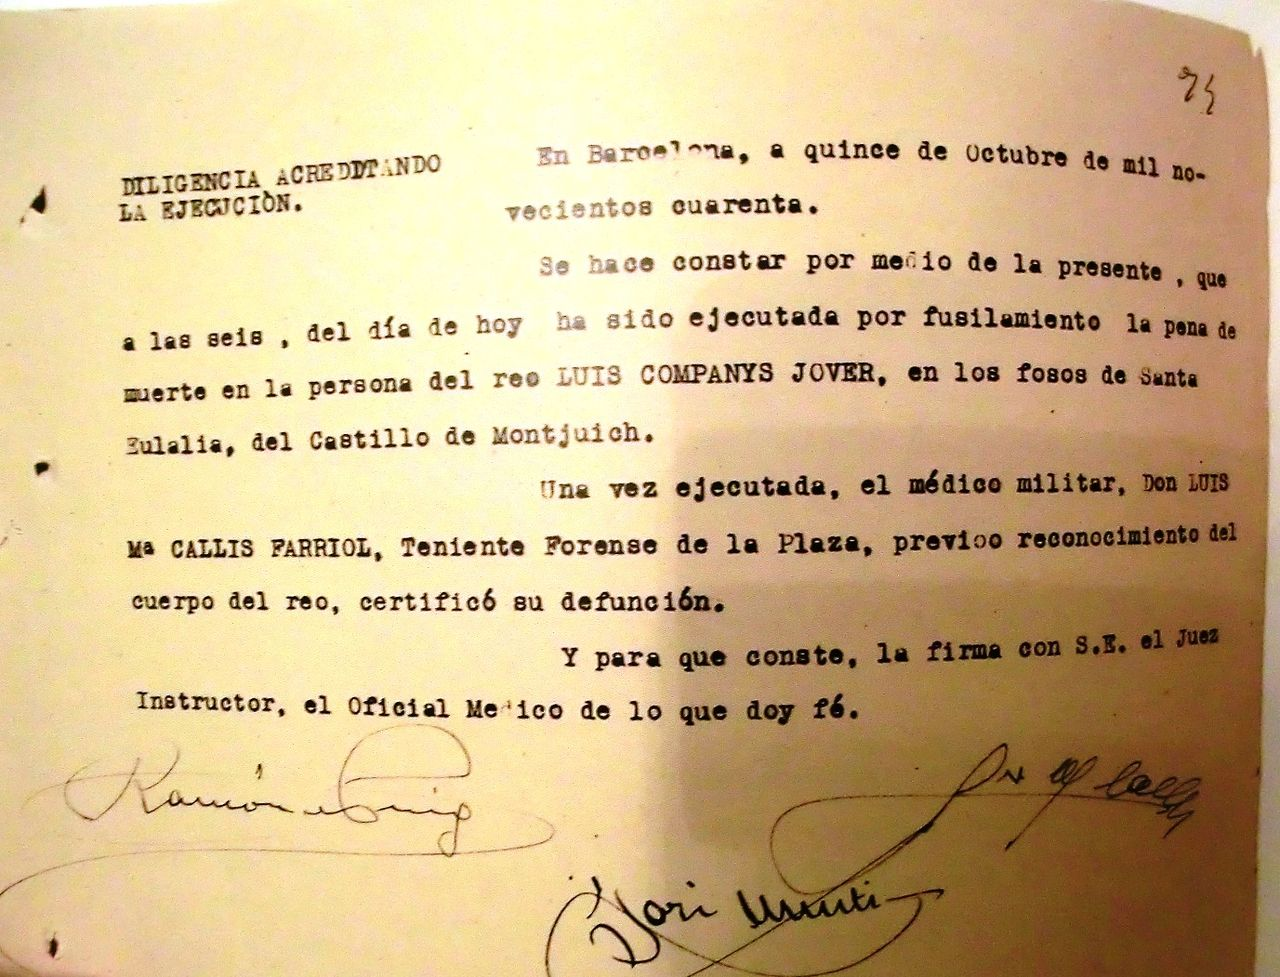 DILIGENCIA ACREDDTANDO
LA EJECUCIÒN.
En Barcelona, a quince de Octubre de mil no-
vecientos cuarenta.
Se hace constar por medio de la presente , que
a las seis , del día de hoy ha sido ejecutada por fusilamiento la pena de
muerte en la persona del reo LUIS COMPANYS JOVER, en los fosos de Santa
Eulalia, del Castillo de Montjuich.
Una vez ejecutada, el médico militar, Don LUIS
Mª CALLIS FARRIOL, Teniente Forense de la Plaza, previoo reconocimiento del
cuerpo del reo, certificó su defunción.
Y para que conste, la firma con S.E. el Juez
Instructor, el Oficial Medico de lo que doy fé.
Ramón de Puig